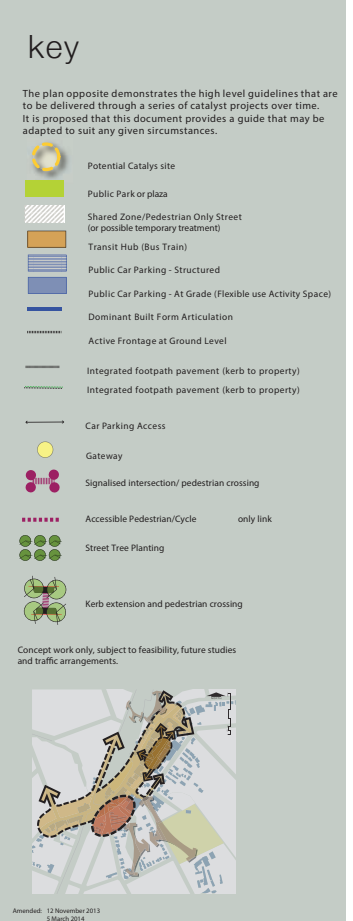 key
The plan opposite demonstrates the high level guidelines that are
to be delivered through a series of catalyst projects over time.
It is proposed that this document provides a guide that may be
adapted to suit any given sircumstances.
Potential Catalys site
Public Park or plaza
Shared Zone/Pedestrian Only Street
(or possible temporary treatment)
Transit Hub (Bus Train)
Public Car Parking - Structured
Public Car Parking - At Grade (Flexible use Activity Space)
Dominant Built Form Articulation
Active Frontage at Ground Level
Integrated footpath pavement (kerb to property)
Integrated footpath pavement (kerb to property)
Car Parking Access
Gateway
Signalised intersection/ pedestrian crossing
Accessible Pedestrian/Cycle only link
Street Tree Planting
Kerb extension and pedestrian crossing
Concept work only, subject to feasibility, future studies
and traffic arrangements.
Amended: 12 November 2013
5 March 2014